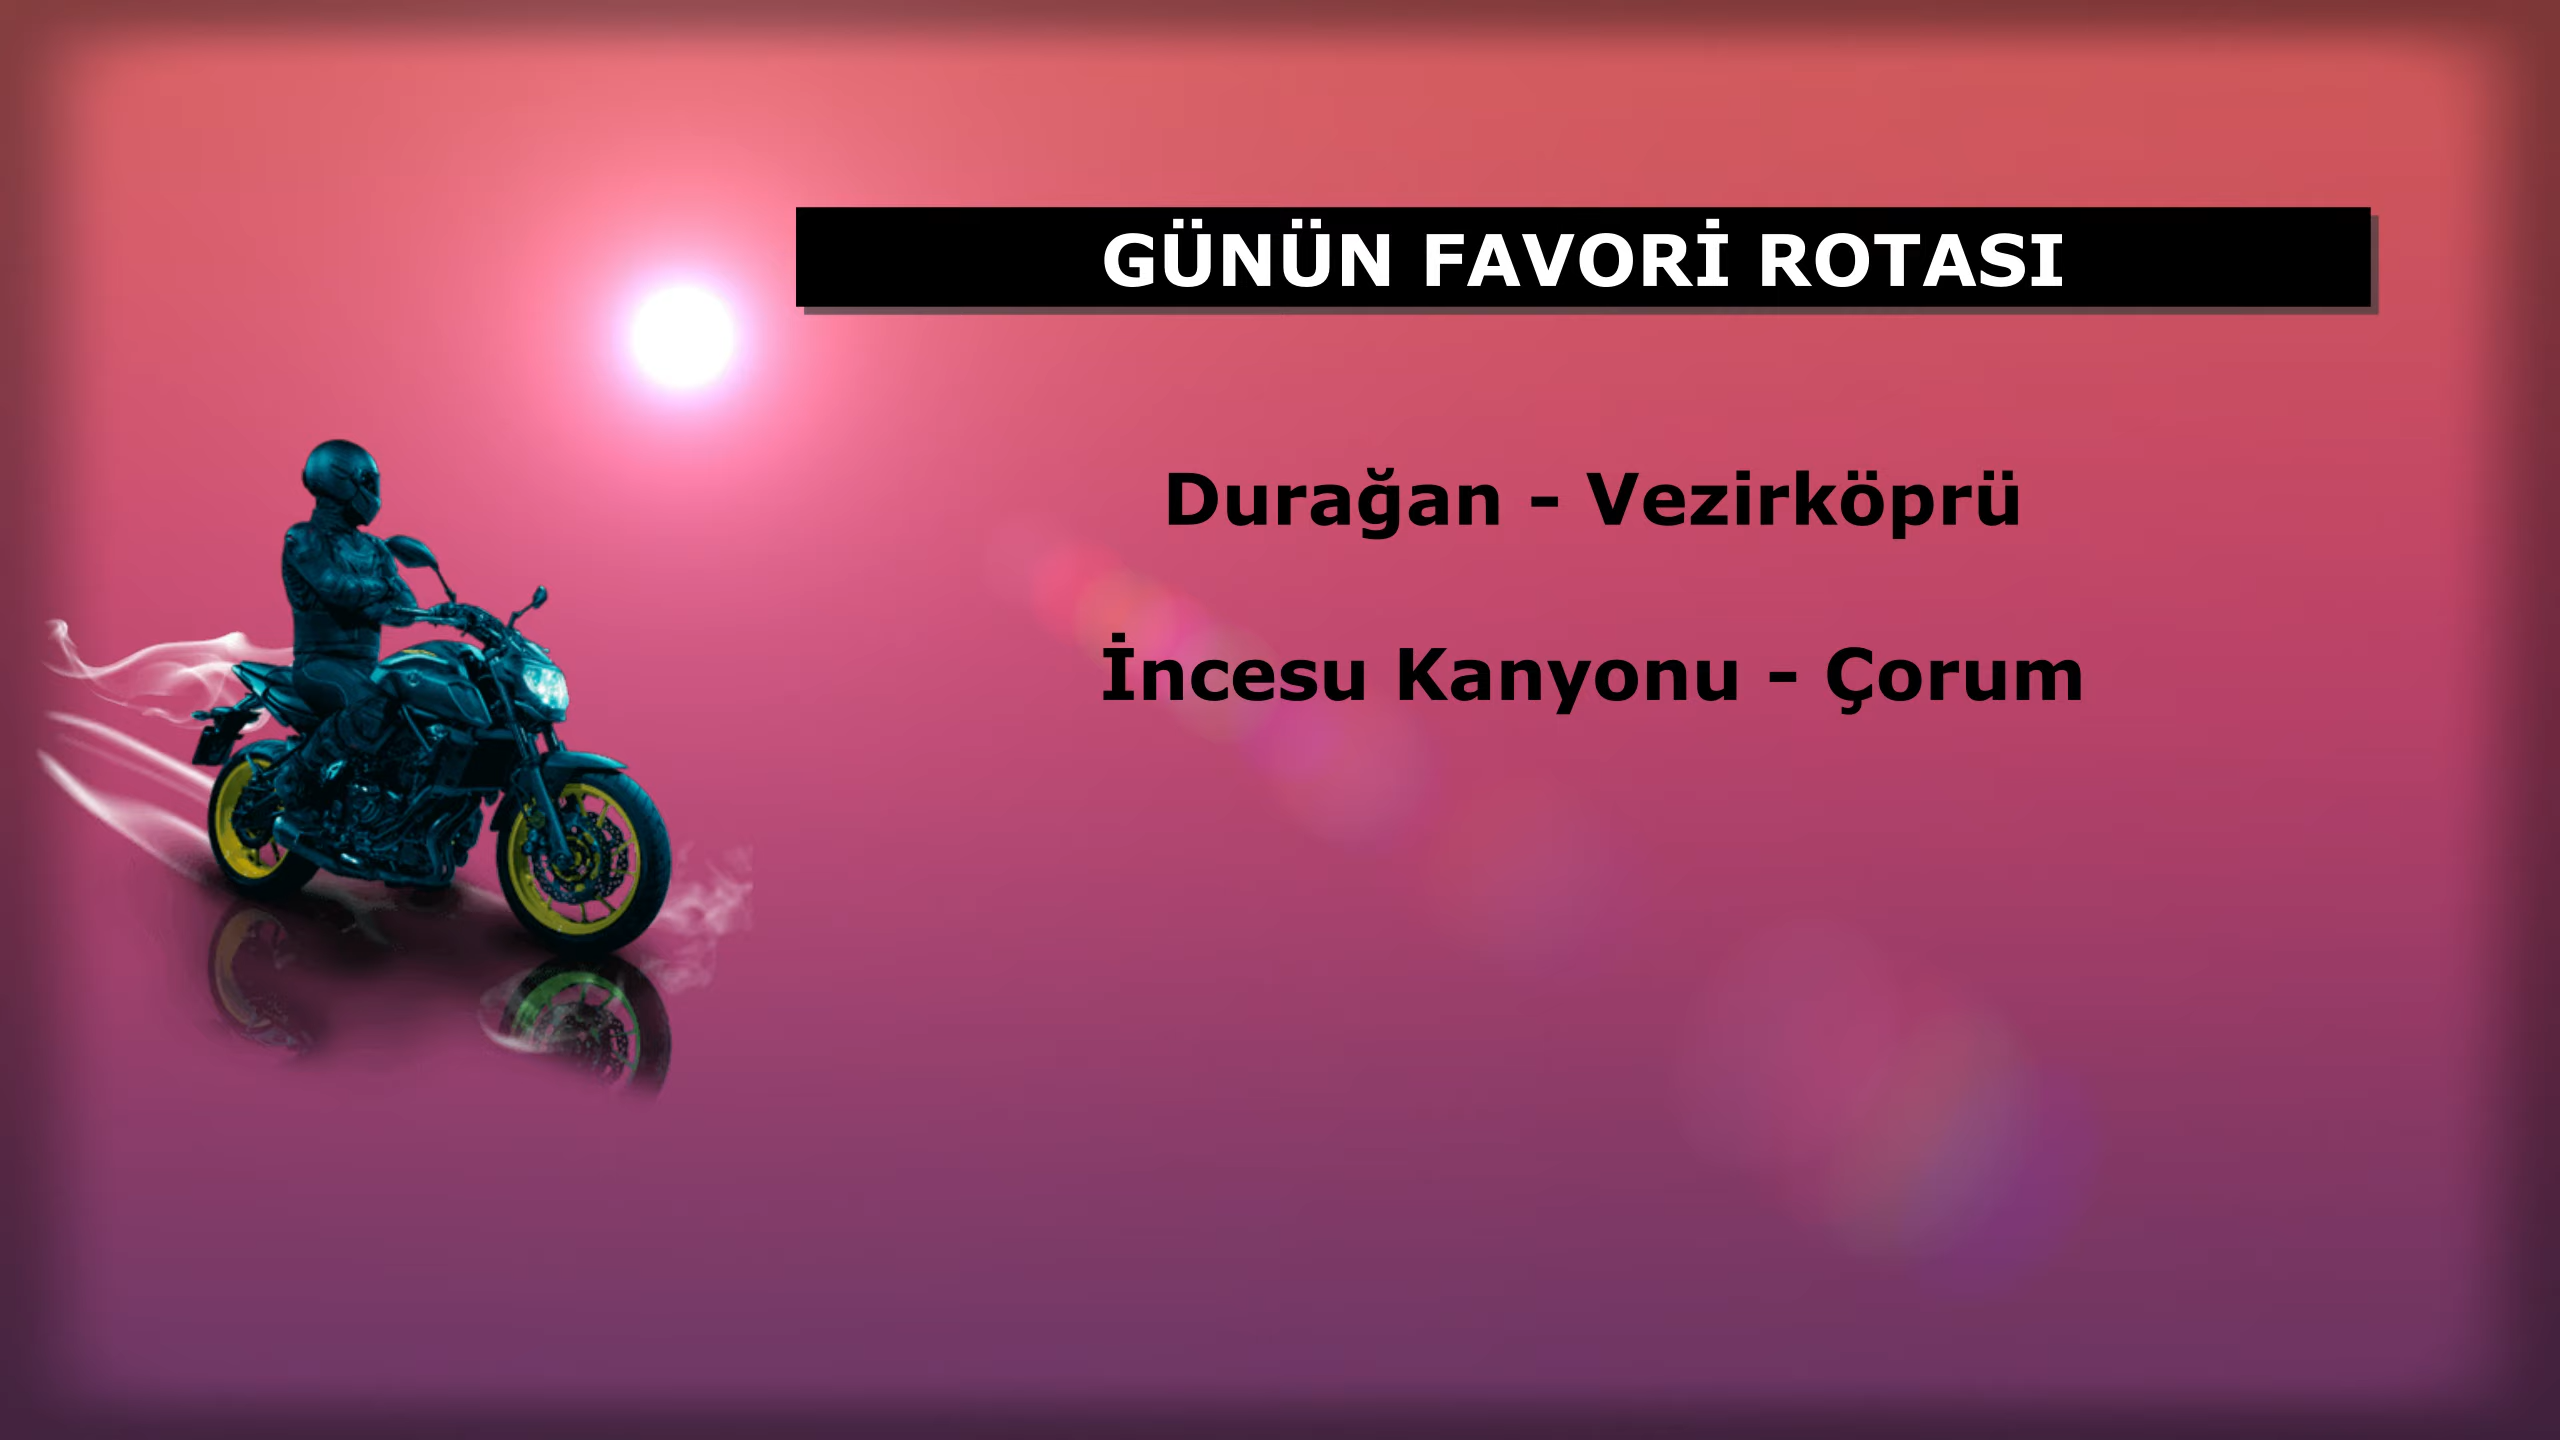 GÜNÜN FAVORİ ROTASI
Durağan - Vezirköprü
İncesu Kanyonu - Çorum